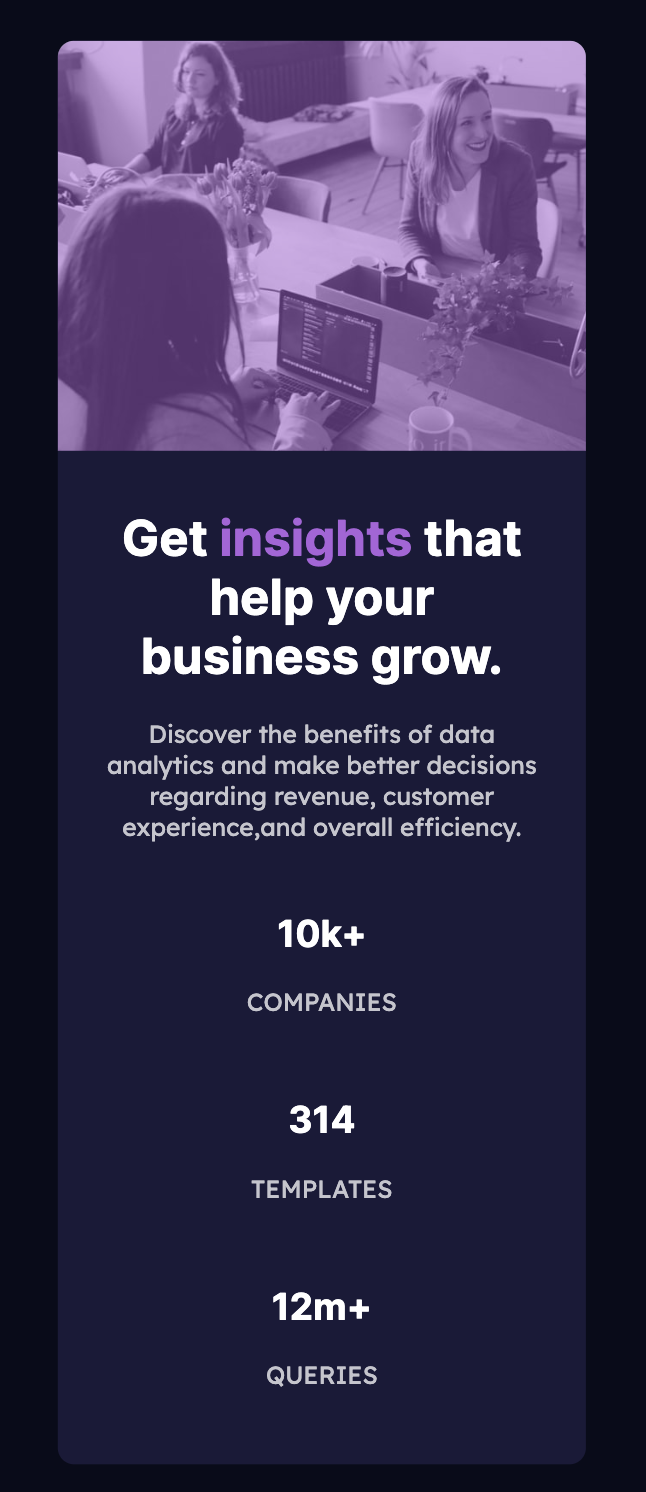 Get insights that
help your
business grow.
Discover the benefits of data
analytics and make better decisions
regarding revenue, customer
experience,and overall efficiency.
10k+
COMPANIES
314
TEMPLATES
12m+
QUERIES